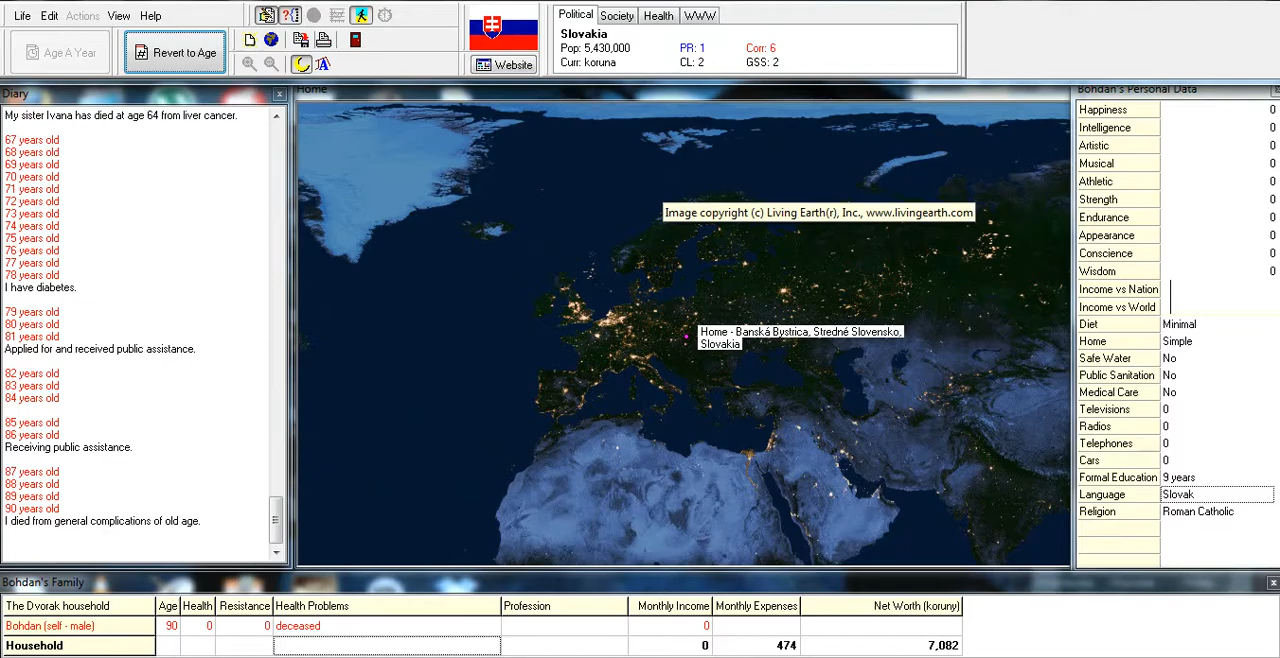 Life Edit Actions View Help
Age A Year
Revert to Age
Website
Political Society Health WWW
Slovakia
Pop: 5,430,000 PR: 1 Corr: 6
Curr: koruna CL: 2 GSS: 2
Diary
My sister Ivana has died at age 64 from liver cancer.
67 years old
68 years old
69 years old
70 years old
71 years old
72 years old
73 years old
74 years old
75 years old
76 years old
77 years old
78 years old
I have diabetes.
79 years old
80 years old
81 years old
Applied for and received public assistance.
82 years old
83 years old
84 years old
85 years old
86 years old
Receiving public assistance.
87 years old
88 years old
89 years old
90 years old
I died from general complications of old age.
Home
Image copyright (c) Living Earth(r), Inc., www.livingearth.com
Home - Banská Bystrica, Stredné Slovensko,
Slovakia
Bohdan's Personal Data
Happiness 0
Intelligence 0
Artistic 0
Musical 0
Athletic 0
Strength 0
Endurance 0
Appearance 0
Conscience 0
Wisdom 0
Income vs Nation
Income vs World
Diet Minimal
Home Simple
Safe Water No
Public Sanitation No
Medical Care No
Televisions 0
Radios 0
Telephones 0
Cars 0
Formal Education 9 years
Language Slovak
Religion Roman Catholic
Bohdan's Family
The Dvorak household Age Health Resistance Health Problems Profession Monthly Income Monthly Expenses Net Worth (koruny)
Bohdan (self - male) 90 0 0 deceased 0
Household 0 474 7,082